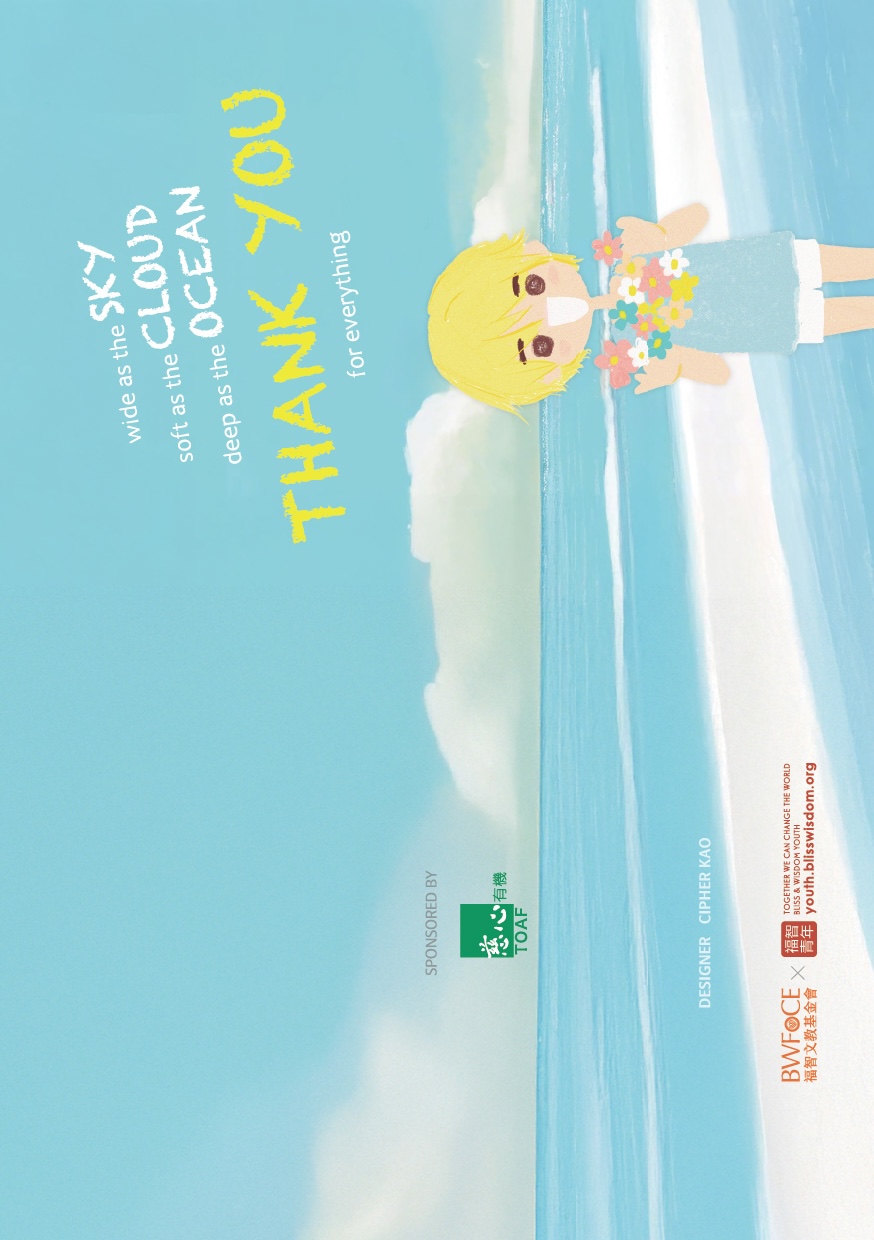 wide as the SKY
soft as the CLOUD
deep as the OCEAN
THANK YOU
for everything
SPONSORED BY
慈心
有機
TOAF
DESIGNER CIPHER KAO
BWFOCE
福智文教基金會
×
福智
青年
TOGETHER WE CAN CHANGE THE WORLD
BLISS & WISDOM YOUTH
youth.blisswisdom.org